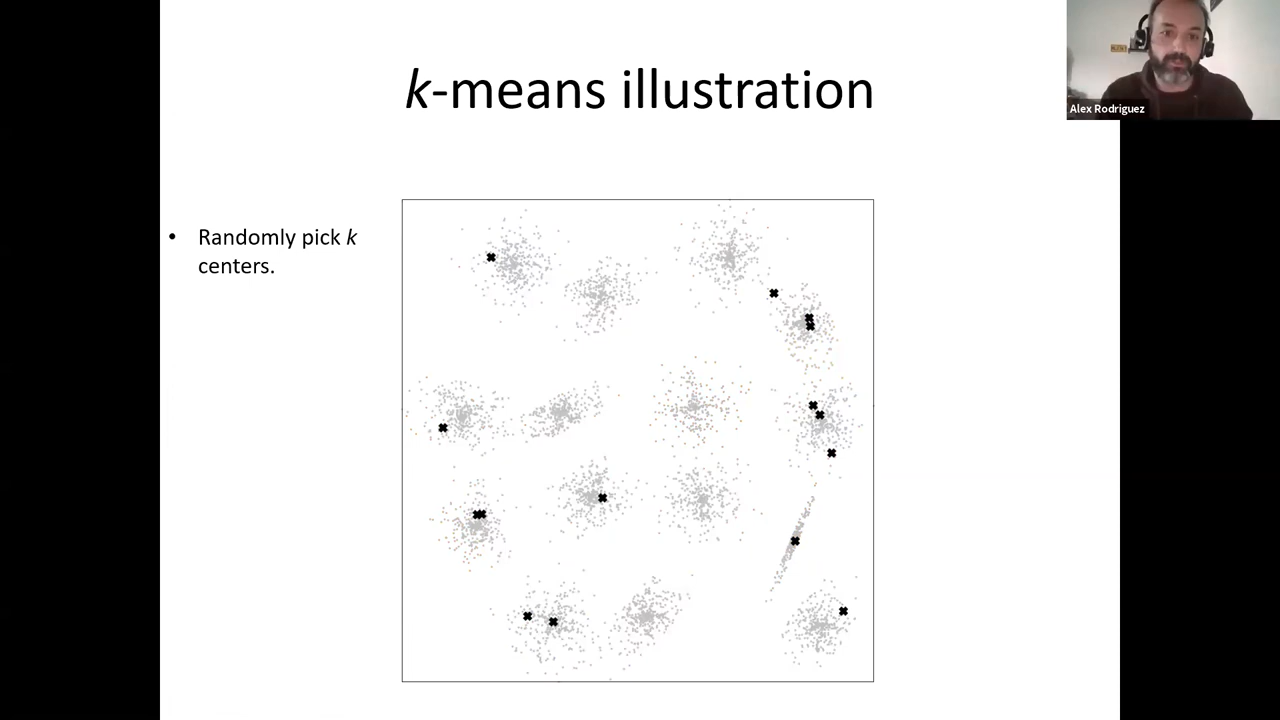 k-means illustration
Alex Rodriguez
• Randomly pick k
centers.